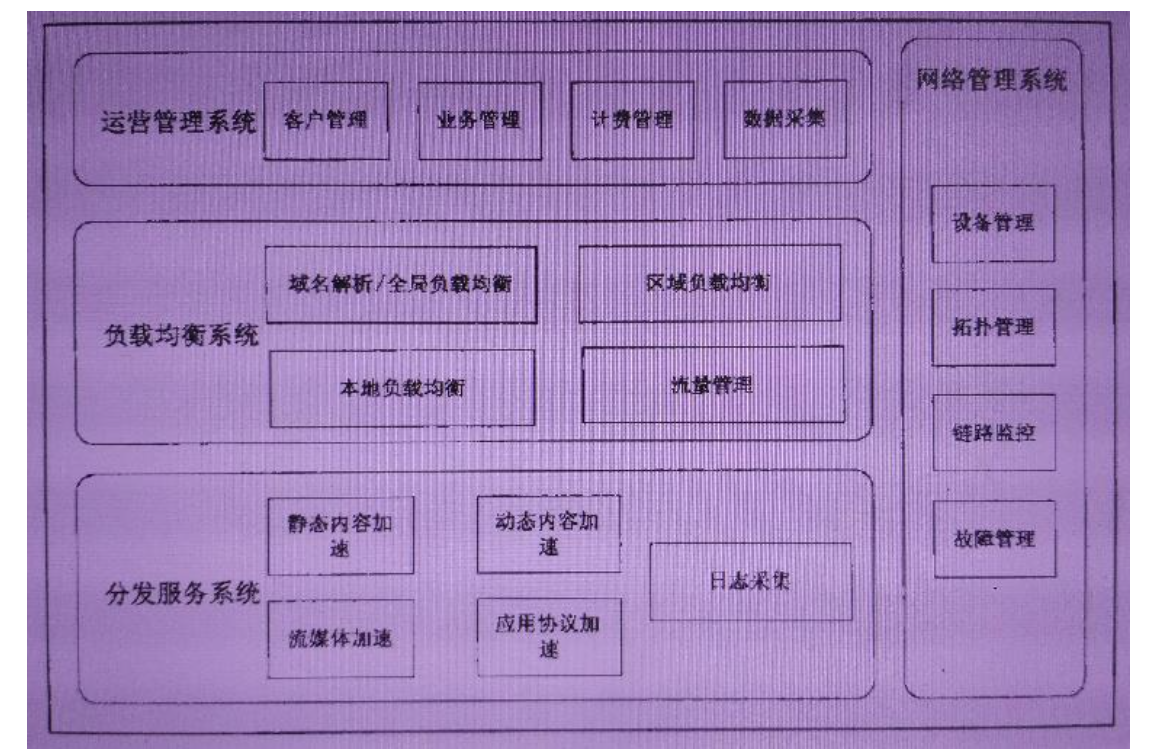 运营管理系统
客户管理
业务管理
计费管理
数据采集
负载均衡系统
域名解析/全局负载均衡
区域负载均衡
本地负载均衡
流量管理
分发服务系统
静态内容加
速
动态内容加
速
流媒体加速
应用协议加
速
日志采集
网络管理系统
设备管理
拓扑管理
链路监控
故障管理